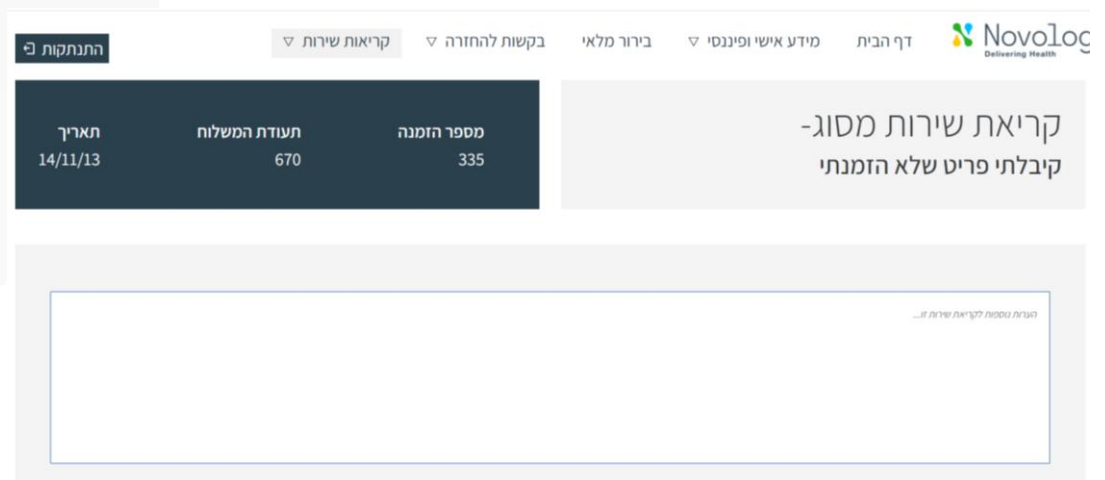 Novolog
Delivering Health
דף הבית
מידע אישי ופיננסי
בירור מלאי
בקשות להחזרה
קריאות שירות
התנתקות
קריאת שירות מסוג-
קיבלתי פריט שלא הזמנתי
מספר הזמנה תעודת המשלוח תאריך
335 670 14/11/13
הערות נוספות לקריאת שירות זו...